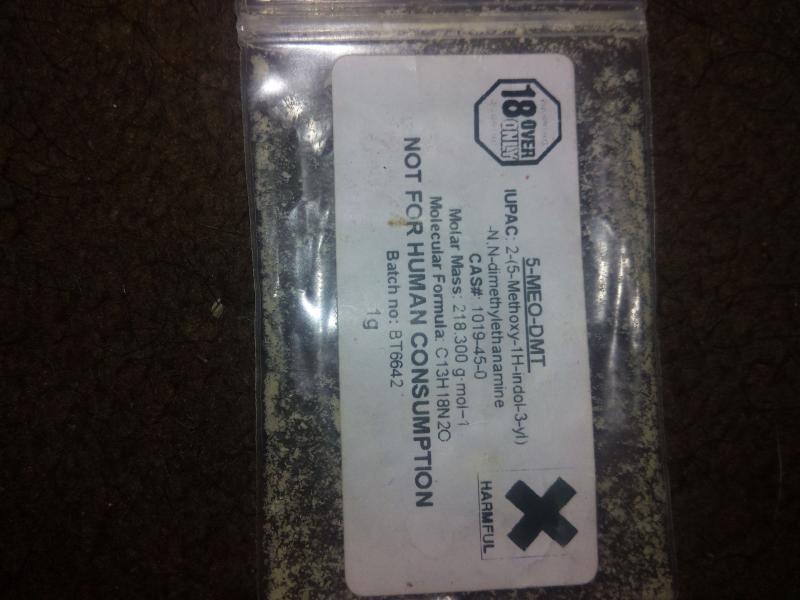 18
OVER
ONLY
5-MEO-DMT
IUPAC: 2-(5-Methoxy-1H-indol-3-yl)
-N,N-dimethylethanamine
CAS#: 1019-45-0
Molar Mass: 218.300 g·mol−1
Molecular Formula: C13H18N2O
NOT FOR HUMAN CONSUMPTION
Batch no: BT6642
1g
HARMFUL